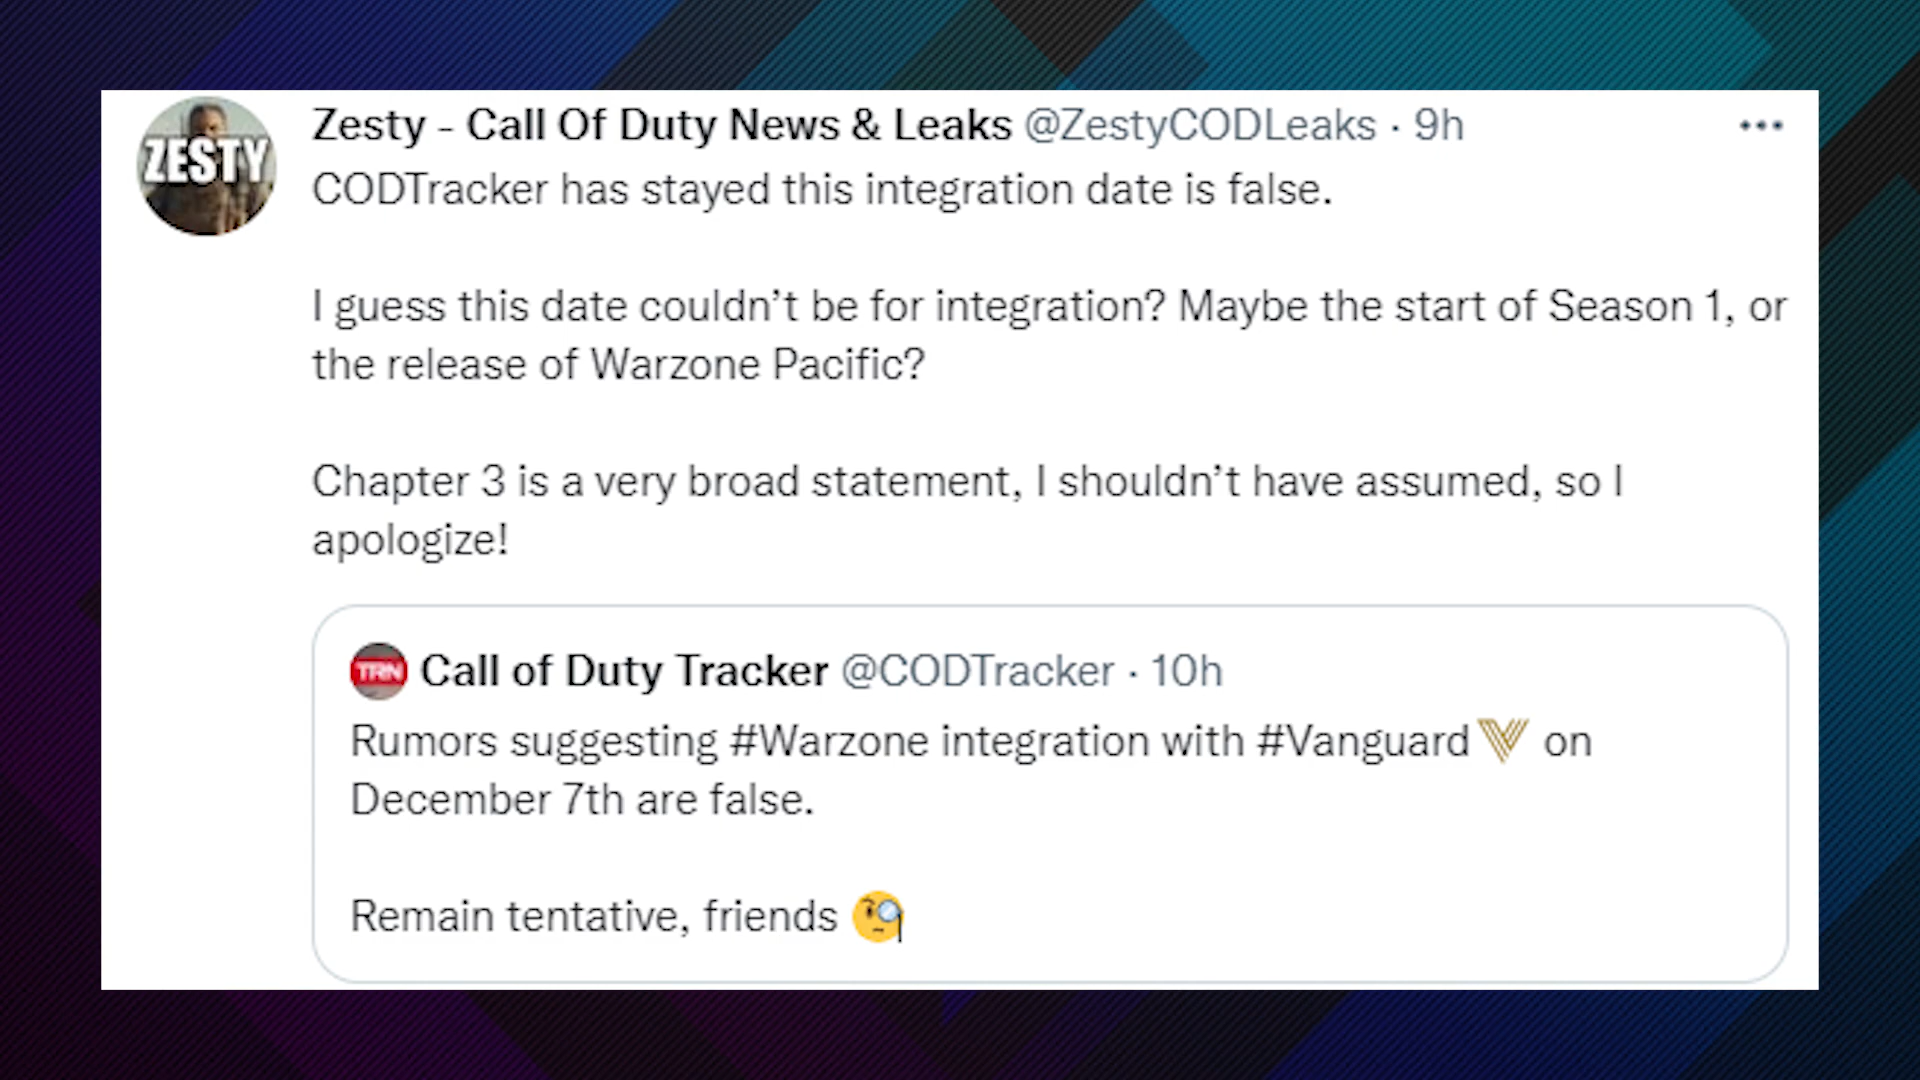 ZESTY
Zesty - Call Of Duty News & Leaks @ZestyCODLeaks · 9h
CODTracker has stayed this integration date is false.
I guess this date couldn’t be for integration? Maybe the start of Season 1, or
the release of Warzone Pacific?
Chapter 3 is a very broad statement, I shouldn’t have assumed, so I
apologize!
TRN Call of Duty Tracker @CODTracker · 10h
Rumors suggesting #Warzone integration with #Vanguard on
December 7th are false.
Remain tentative, friends 🧐